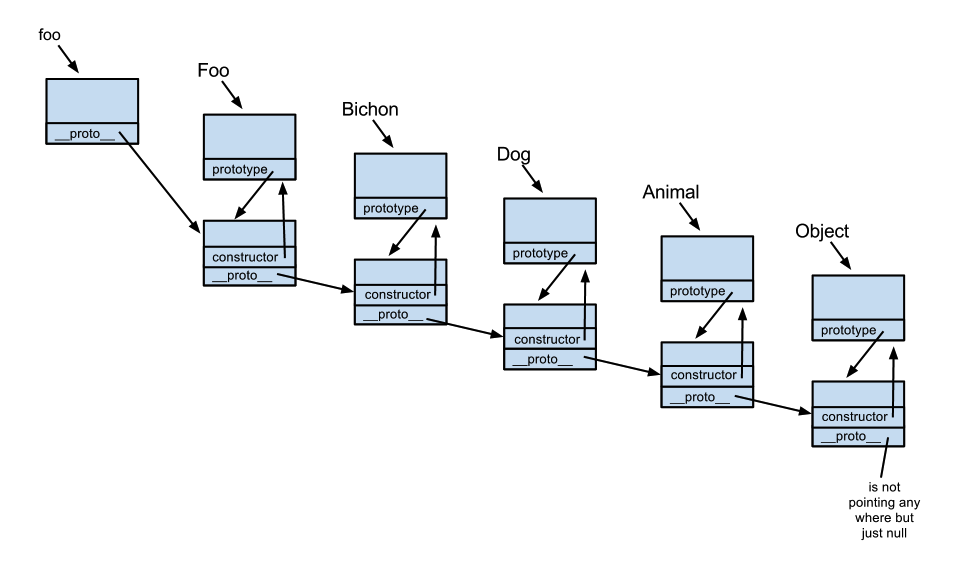 foo
__proto__
Foo
prototype
constructor
__proto__
Bichon
prototype
constructor
__proto__
Dog
prototype
constructor
__proto__
Animal
prototype
constructor
__proto__
Object
prototype
constructor
__proto__
is not
pointing any
where but
just null